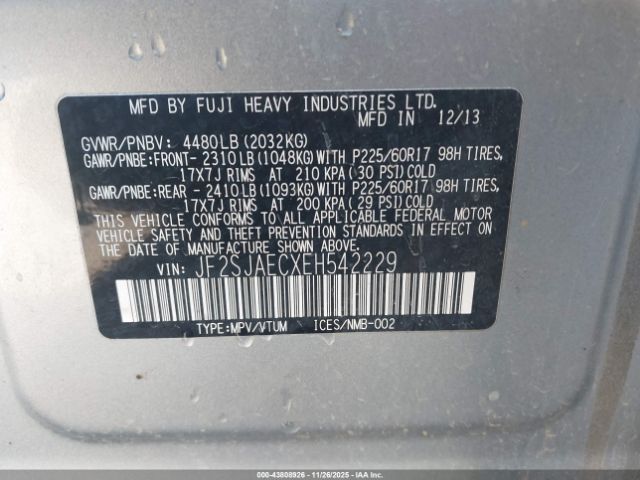 MFD BY FUJI HEAVY INDUSTRIES LTD.
MFD IN 12/13
GVWR/PNBV: 4480LB(2032KG)
GAWR/PNBE:FRONT-2310LB(1048KG)WITH P225/60R17 98H TIRES,
17X7J RIMS AT 210 KPA(30 PSI)COLD
GAWR/PNBE:REAR -2410LB(1093KG)WITH P225/60R17 98H TIRES,
17X7J RIMS AT 200 KPA(29 PSI)COLD
THIS VEHICLE CONFORMS TO ALL APPLICABLE FEDERAL MOTOR
VEHICLE SAFETY AND THEFT PREVENTION STANDARDS IN EFFECT ON
THE DATE OF MANUFACTURE SHOWN ABOVE.
VIN: JF2SJAECXEH542229
TYPE:MPV/VTUM ICES/NMB-002
000-43808926 - 11/26/2025 - IAAI.COM